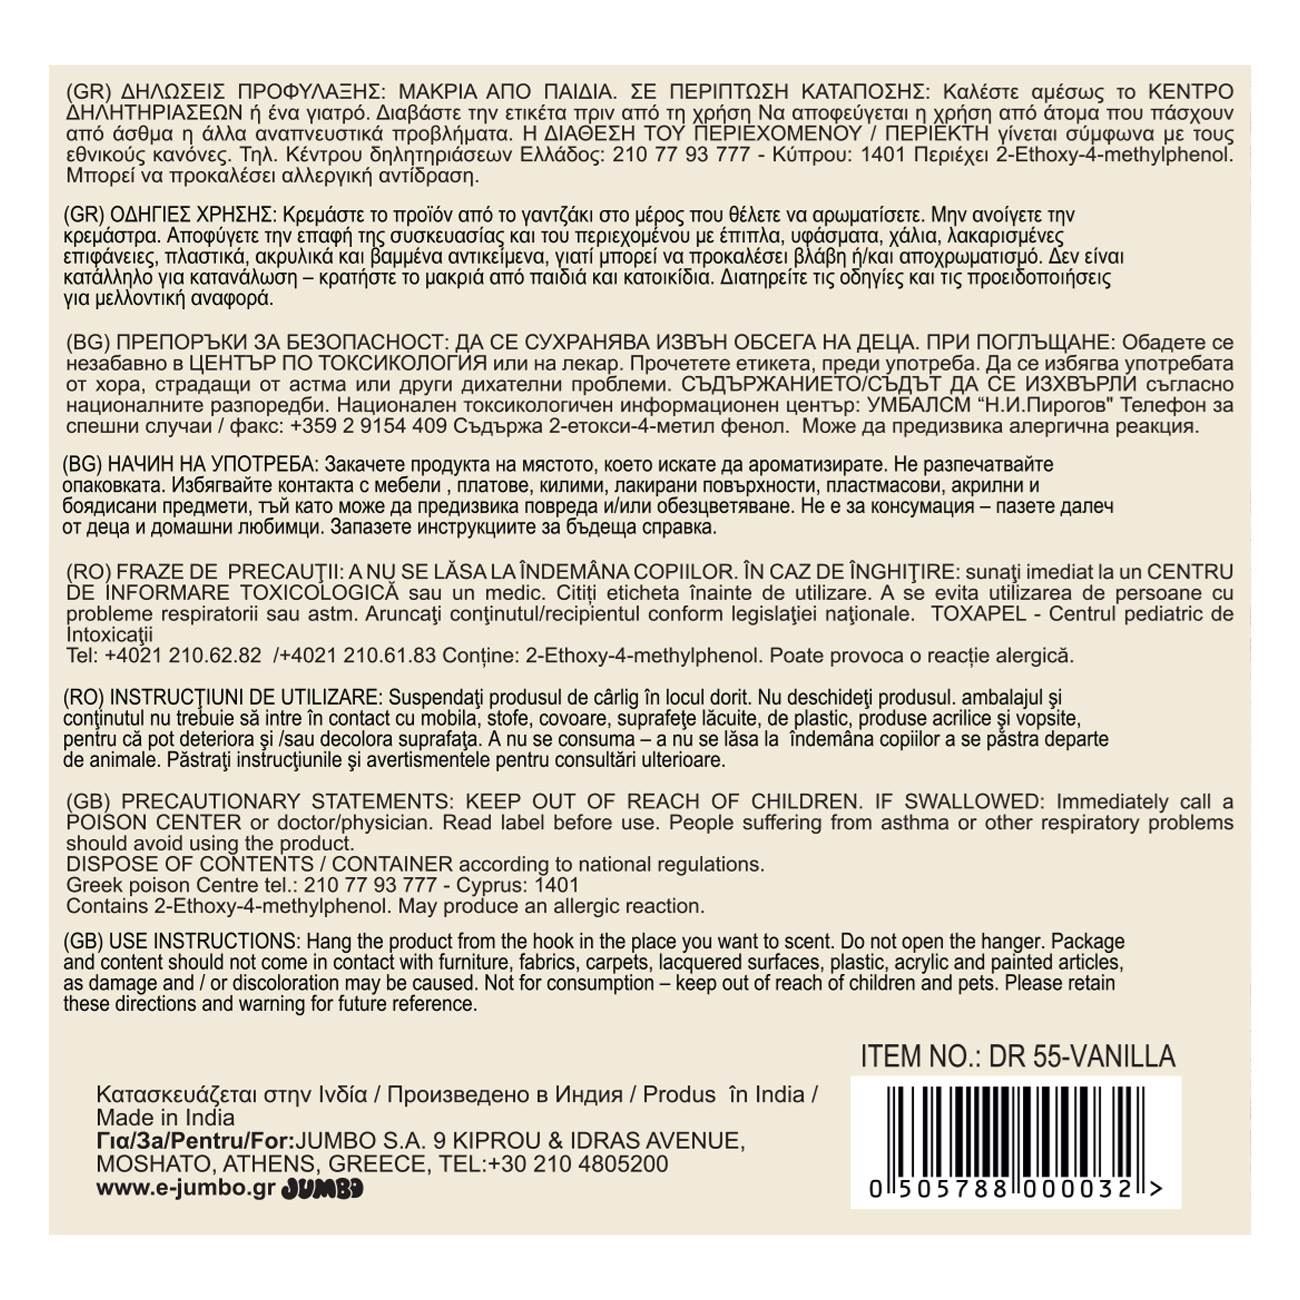 (GR) ΔΗΛΩΣΕΙΣ ΠΡΟΦΥΛΑΞΗΣ: ΜΑΚΡΙΑ ΑΠΟ ΠΑΙΔΙΑ. ΣΕ ΠΕΡΙΠΤΩΣΗ ΚΑΤΑΠΟΣΗΣ: Καλέστε αμέσως το ΚΕΝΤΡΟ
ΔΗΛΗΤΗΡΙΑΣΕΩΝ ή ένα γιατρό. Διαβάστε την ετικέτα πριν από τη χρήση Να αποφεύγεται η χρήση από άτομα που πάσχουν
από άσθμα η άλλα αναπνευστικά προβλήματα. Η ΔΙΑΘΕΣΗ ΤΟΥ ΠΕΡΙΕΧΟΜΕΝΟΥ / ΠΕΡΙΕΚΤΗ γίνεται σύμφωνα με τους
εθνικούς κανόνες. Τηλ. Κέντρου δηλητηριάσεων Ελλάδος: 210 77 93 777 - Κύπρου: 1401 Περιέχει 2-Ethoxy-4-methylphenol.
Μπορεί να προκαλέσει αλλεργική αντίδραση.
(GR) ΟΔΗΓΙΕΣ ΧΡΗΣΗΣ: Κρεμάστε το προϊόν από το γαντζάκι στο μέρος που θέλετε να αρωματίσετε. Μην ανοίγετε την
κρεμάστρα. Αποφύγετε την επαφή της συσκευασίας και του περιεχομένου με έπιπλα, υφάσματα, χάλια, λακαρισμένες
επιφάνειες, πλαστικά, ακρυλικά και βαμμένα αντικείμενα, γιατί μπορεί να προκαλέσει βλάβη ή/και αποχρωματισμό. Δεν είναι
κατάλληλο για κατανάλωση – κρατήστε το μακριά από παιδιά και κατοικίδια. Διατηρείτε τις οδηγίες και τις προειδοποιήσεις
για μελλοντική αναφορά.
(BG) ПРЕПОРЪКИ ЗА БЕЗОПАСНОСТ: ДА СЕ СУХРАНЯВА ИЗВЪН ОБСЕГА НА ДЕЦА. ПРИ ПОГЛЪЩАНЕ: Обадете се
незабавно в ЦЕНТЪР ПО ТОКСИКОЛОГИЯ или на лекар. Прочетете етикета, преди употреба. Да се избягва употребата
от хора, страдащи от астма или други дихателни проблеми. СЪДЪРЖАНИЕТО/СЪДЪТ ДА СЕ ИЗХВЪРЛИ съгласно
националните разпоредби. Национален токсикологичен информационен център: УМБАЛСМ “Н.И.Пирогов" Телефон за
спешни случаи / факс: +359 2 9154 409 Съдържа 2-етокси-4-метил фенол. Може да предизвика алергична реакция.
(BG) НАЧИН НА УПОТРЕБА: Закачете продукта на мястото, което искате да ароматизирате. Не разпечатвайте
опаковката. Избягвайте контакта с мебели , платове, килими, лакирани повърхности, пластмасови, акрилни и
боядисани предмети, тъй като може да предизвика повреда и/или обезцветяване. Не е за консумация – пазете далеч
от деца и домашни любимци. Запазете инструкциите за бъдеща справка.
(RO) FRAZE DE PRECAUŢII: A NU SE LĂSA LA ÎNDEMÂNA COPIILOR. ÎN CAZ DE ÎNGHIŢIRE: sunaţi imediat la un CENTRU
DE INFORMARE TOXICOLOGICĂ sau un medic. Citiți eticheta înainte de utilizare. A se evita utilizarea de persoane cu
probleme respiratorii sau astm. Aruncaţi conţinutul/recipientul conform legislaţiei naţionale. TOXAPEL - Centrul pediatric de
Intoxicaţii
Tel: +4021 210.62.82 /+4021 210.61.83 Conține: 2-Ethoxy-4-methylphenol. Poate provoca o reacție alergică.
(RO) INSTRUCŢIUNI DE UTILIZARE: Suspendaţi produsul de cârlig în locul dorit. Nu deschideţi produsul. ambalajul şi
conţinutul nu trebuie să intre în contact cu mobila, stofe, covoare, suprafeţe lăcuite, de plastic, produse acrilice şi vopsite,
pentru că pot deteriora şi /sau decolora suprafaţa. A nu se consuma – a nu se lăsa la îndemâna copiilor a se păstra departe
de animale. Păstraţi instrucţiunile şi avertismentele pentru consultări ulterioare.
(GB) PRECAUTIONARY STATEMENTS: KEEP OUT OF REACH OF CHILDREN. IF SWALLOWED: Immediately call a
POISON CENTER or doctor/physician. Read label before use. People suffering from asthma or other respiratory problems
should avoid using the product.
DISPOSE OF CONTENTS / CONTAINER according to national regulations.
Greek poison Centre tel.: 210 77 93 777 - Cyprus: 1401
Contains 2-Ethoxy-4-methylphenol. May produce an allergic reaction.
(GB) USE INSTRUCTIONS: Hang the product from the hook in the place you want to scent. Do not open the hanger. Package
and content should not come in contact with furniture, fabrics, carpets, lacquered surfaces, plastic, acrylic and painted articles,
as damage and / or discoloration may be caused. Not for consumption – keep out of reach of children and pets. Please retain
these directions and warning for future reference.
ITEM NO.: DR 55-VANILLA
Κατασκευάζεται στην Ινδία / Произведено в Индия / Produs în India /
Made in India
Για/За/Pentru/For:JUMBO S.A. 9 KIPROU & IDRAS AVENUE,
MOSHATO, ATHENS, GREECE, TEL:+30 210 4805200
www.e-jumbo.gr JUMBO
0 505788 000032 >